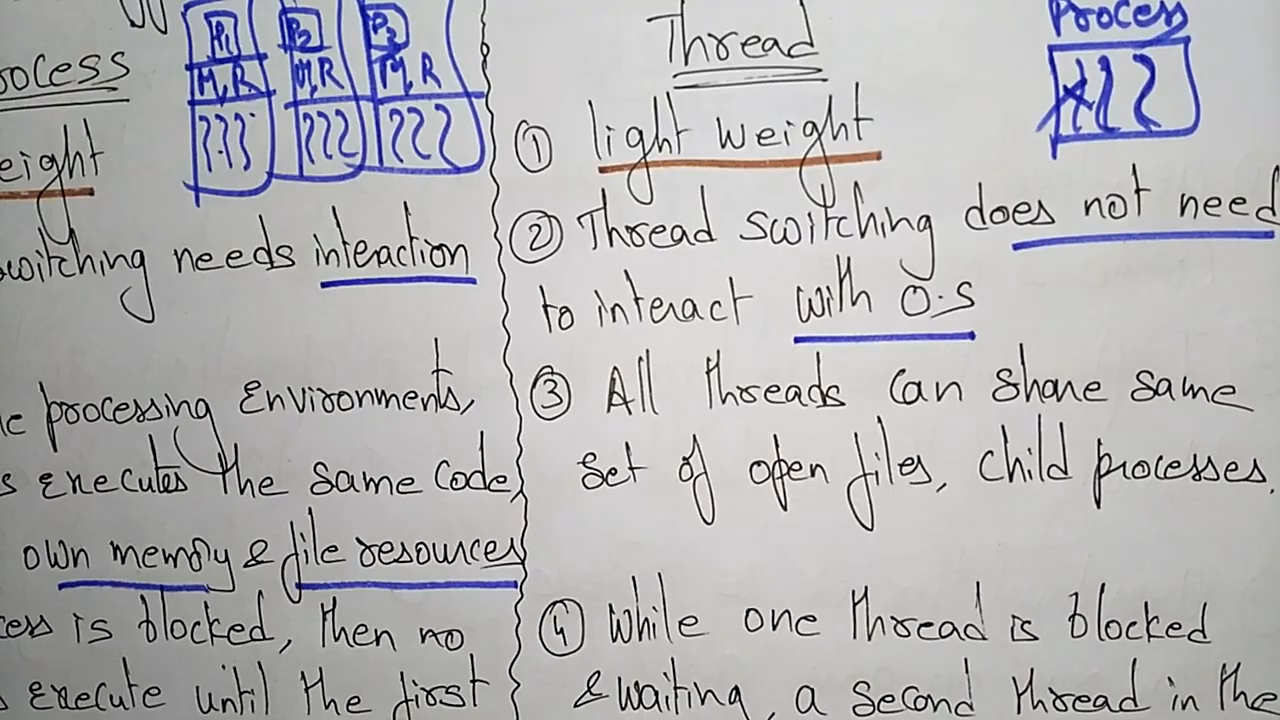 ocess
P1 P2 P3
M,R M,R M,R
eight
witching needs inteaction
processing Environments,
s executes the same code,
own memory & file resources
ess is blocked, then no
execute until the first
Thread
Process
① light weight
② Thread switching does not need
to interact with O.S
③ All threads can share same
set of open files, child processes.
④ While one thread is blocked
& waiting, a second thread in the